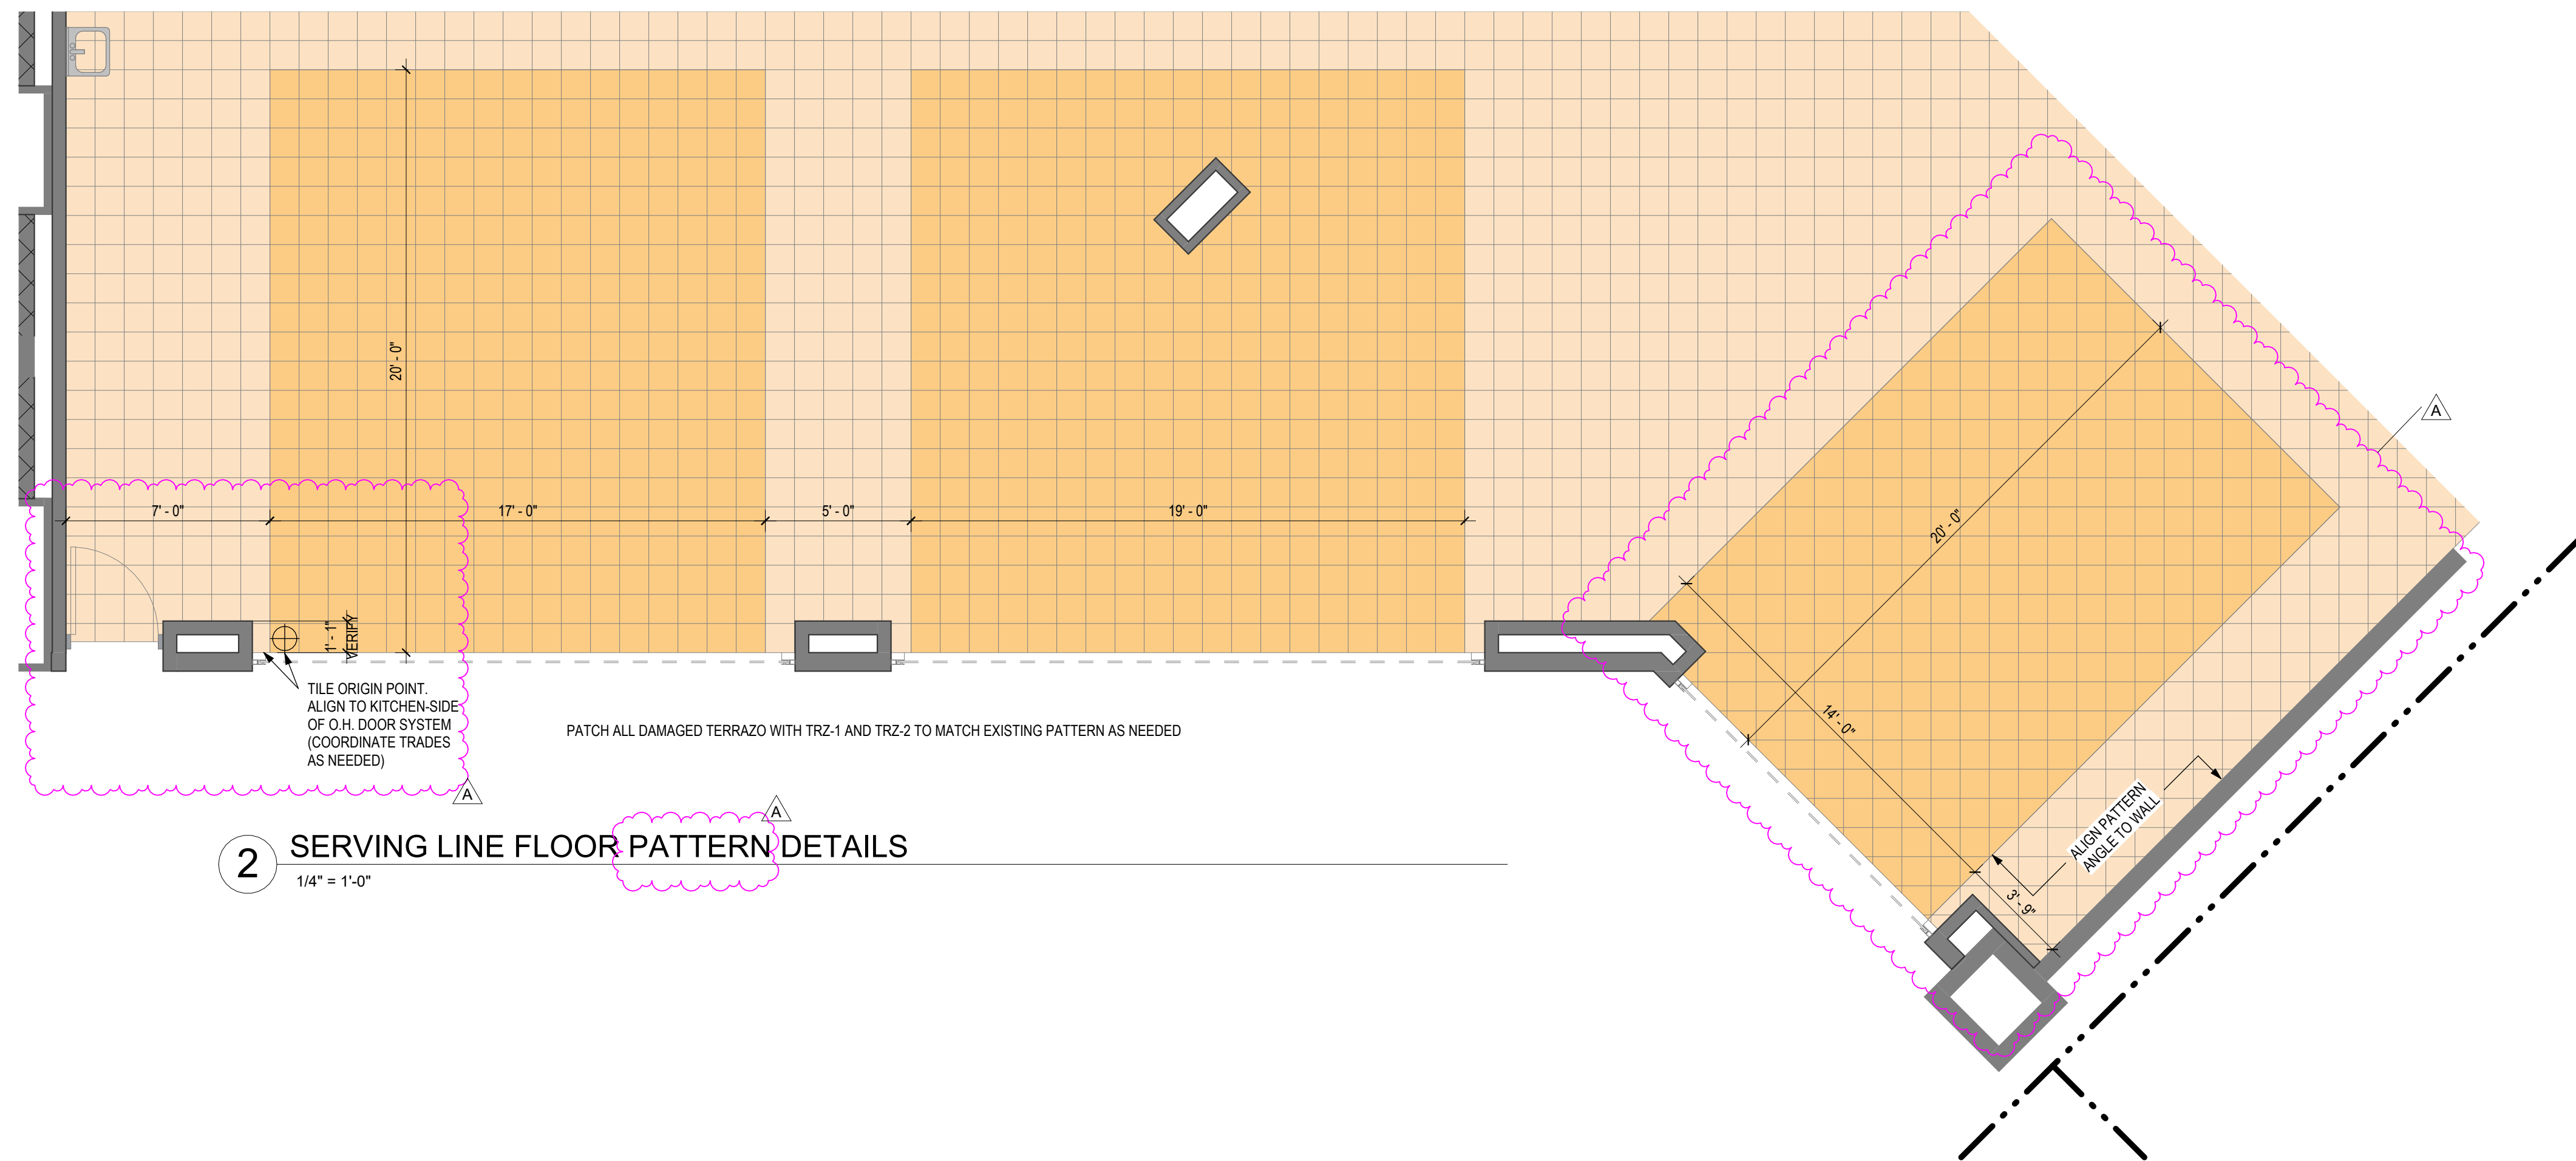 20' - 0"
A
7' - 0"
17' - 0"
5' - 0"
19' - 0"
20' - 0"
1' - 1"
VERIFY
TILE ORIGIN POINT.
ALIGN TO KITCHEN-SIDE
OF O.H. DOOR SYSTEM
(COORDINATE TRADES
AS NEEDED)
PATCH ALL DAMAGED TERRAZO WITH TRZ-1 AND TRZ-2 TO MATCH EXISTING PATTERN AS NEEDED
14' - 0"
ALIGN PATTERN
ANGLE TO WALL
3' - 9"
A
A
2
SERVING LINE FLOOR PATTERN DETAILS
1/4" = 1'-0"